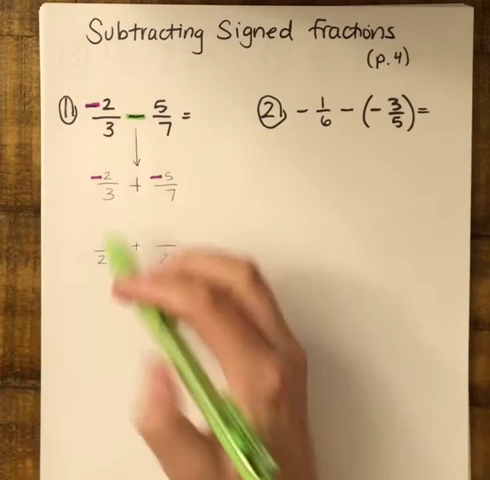 Subtracting Signed fractions
(p.4)
1) -2/3 - 5/7 =
2) - 1/6 - (- 3/5) =
-2/3 + -5/7
+